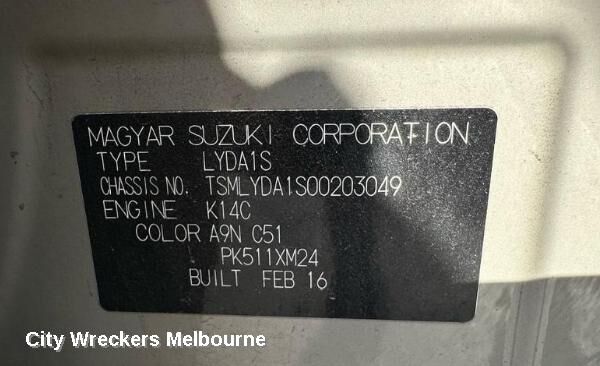 MAGYAR SUZUKI CORPORATION
TYPE LYDA1S
CHASSIS NO. TSMLYDA1S00203049
ENGINE K14C
COLOR A9N C51
PK511XM24
BUILT FEB 16
City Wreckers Melbourne